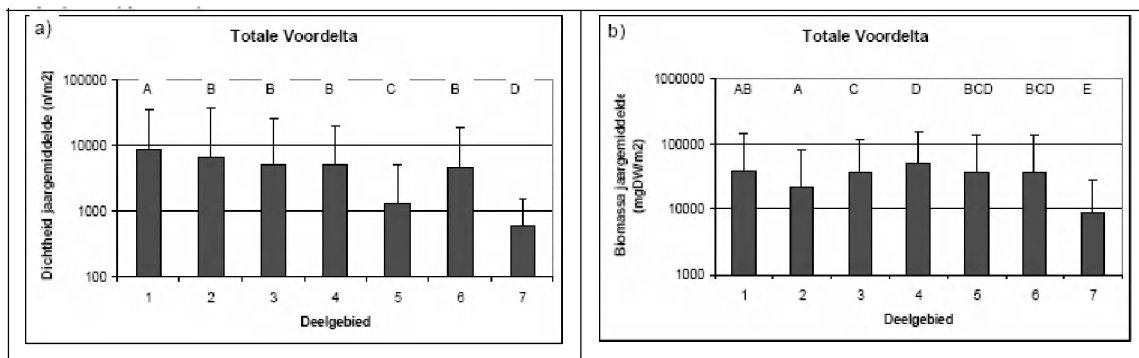 a)
Totale Voordelta
Dichtheid jaargemiddelde (n/m2)
100000
10000
1000
100
A B B B C B D
1 2 3 4 5 6 7
Deelgebied
b)
Totale Voordelta
Biomassa jaargemiddelde
(mgDW/m2)
1000000
100000
10000
1000
AB A C D BCD BCD E
1 2 3 4 5 6 7
Deelgebied